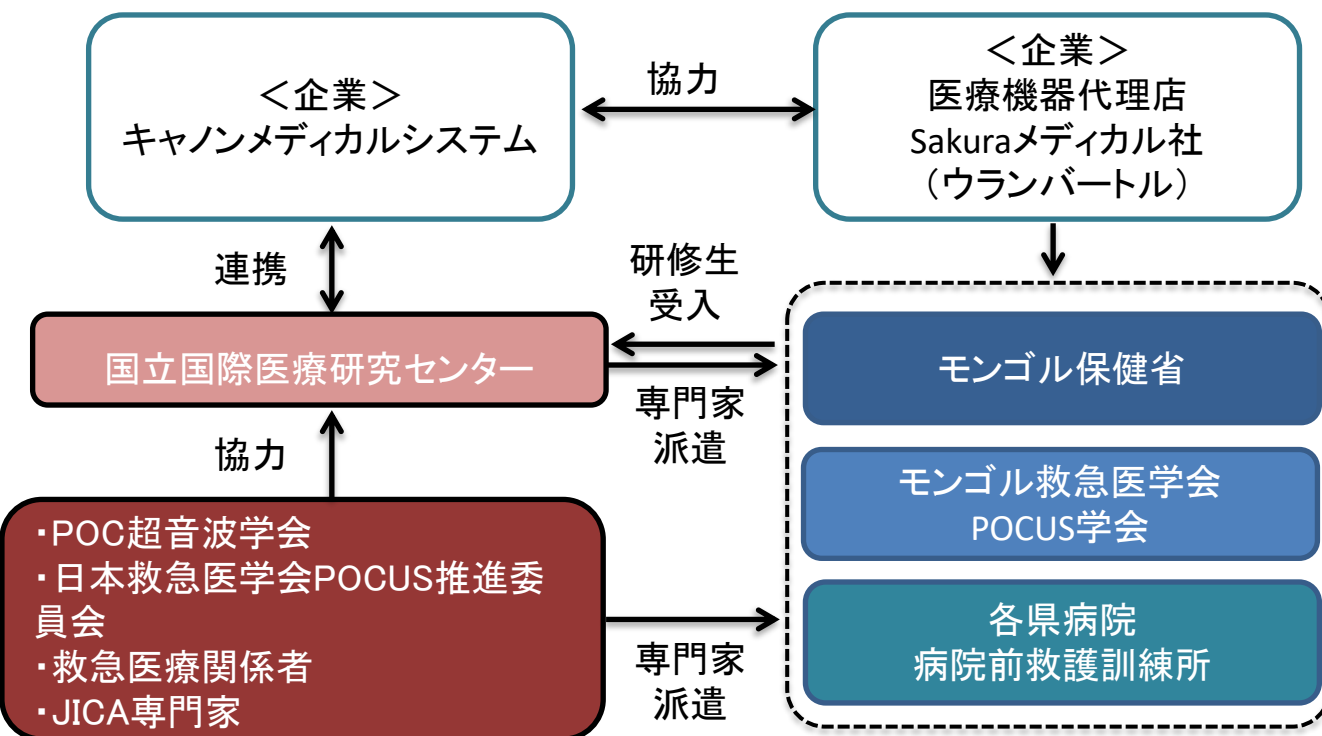 ＜企業＞
キャノンメディカルシステム
協力
＜企業＞
医療機器代理店
Sakuraメディカル社
（ウランバートル）
連携
研修生
受入
国立国際医療研究センター
専門家
派遣
モンゴル保健省
協力
モンゴル救急医学会
POCUS学会
・POC超音波学会
・日本救急医学会POCUS推進委
員会
・救急医療関係者
・JICA専門家
専門家
派遣
各県病院
病院前救護訓練所